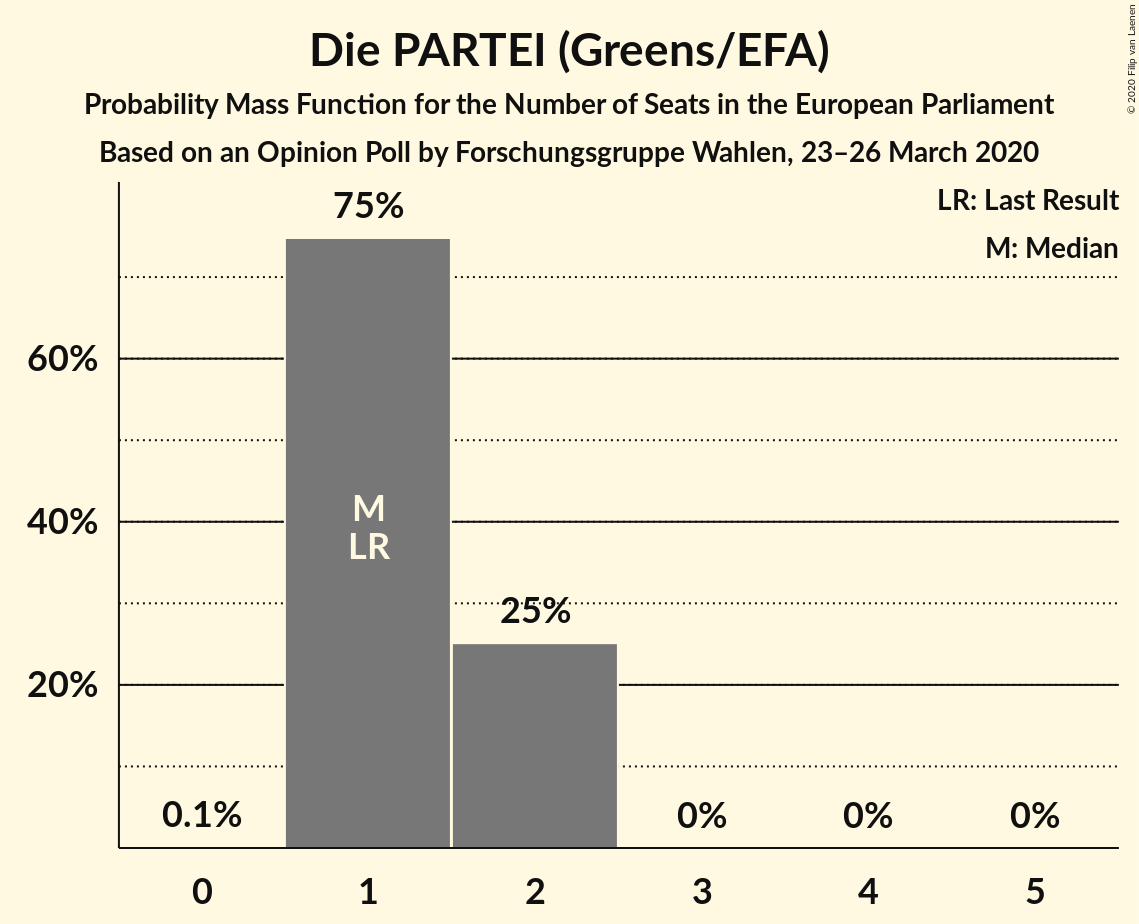 Die PARTEI (Greens/EFA)
Probability Mass Function for the Number of Seats in the European Parliament
Based on an Opinion Poll by Forschungsgruppe Wahlen, 23–26 March 2020
© 2020 Filip van Laenen
LR: Last Result
M: Median
75%
60%
40%
20%
M
LR
25%
0.1%
0%
0%
0%
0
1
2
3
4
5